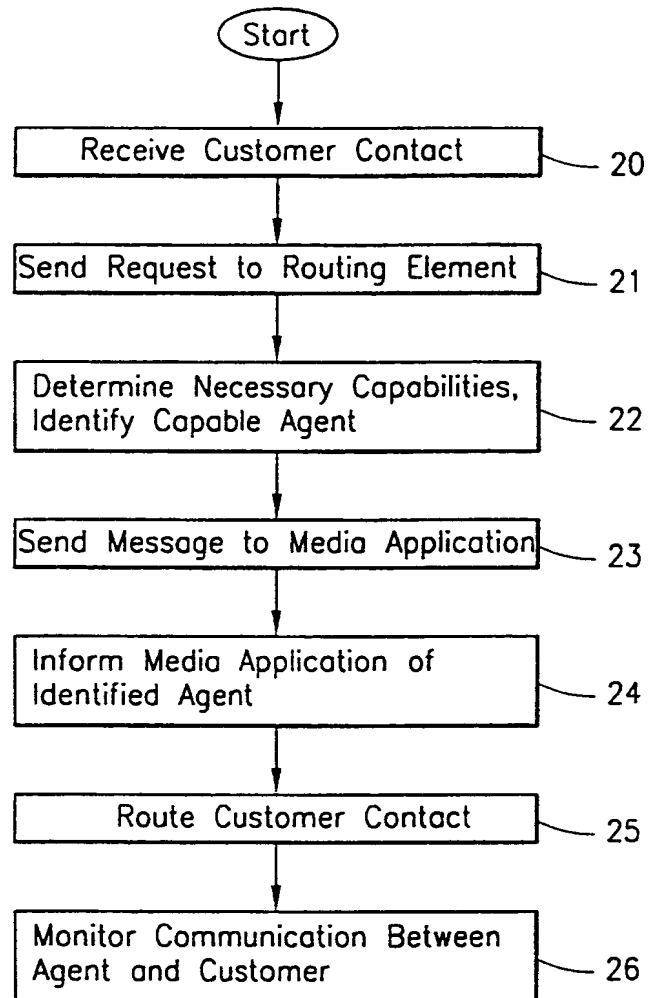 Start
Receive Customer Contact
20
Send Request to Routing Element
21
Determine Necessary Capabilities,
Identify Capable Agent
22
Send Message to Media Application
23
Inform Media Application of
Identified Agent
24
Route Customer Contact
25
Monitor Communication Between
Agent and Customer
26